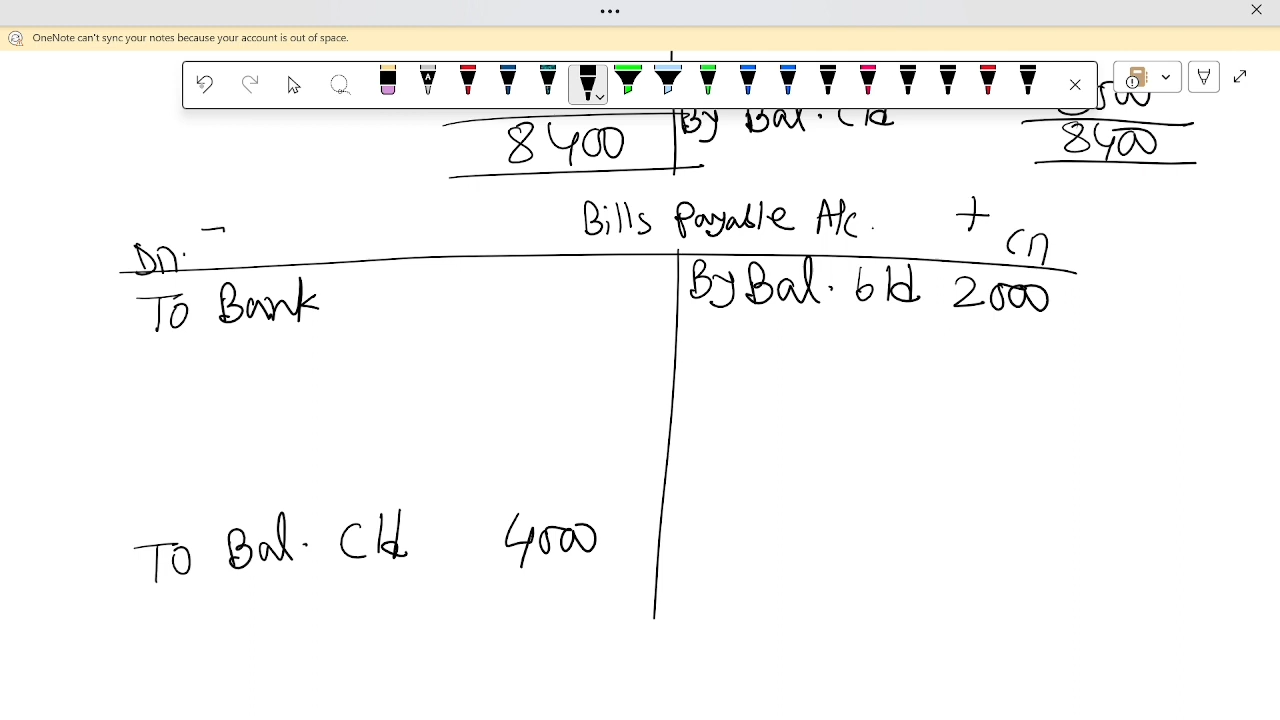 •••
OneNote can't sync your notes because your account is out of space.
By Bal. c/d
8400 8400
Bills Payable A/c. +
Dr. - Cr
To Bank By Bal. b/d 2000
To Bal. c/d 4000